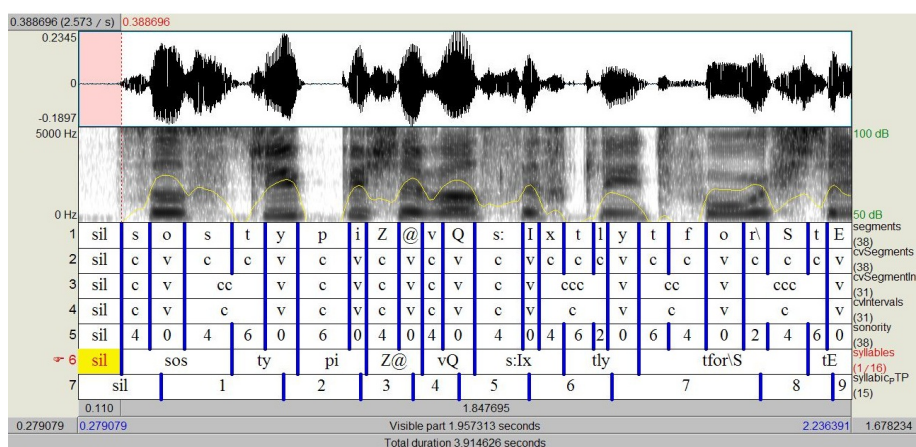 0.388696 (2.573 / s) 0.388696
0.2345
0
-0.1897
5000 Hz 100 dB
0 Hz 50 dB
1 sil s o s t y p i Z @ v Q s: I x t l y t f o r\ S t E segments (38)
2 sil c v c c v c v c v c v c v c c c v c c v c c c v cvSegments (38)
3 sil c v cc v c v c v c v c v ccc v cc v ccc v cvSegmentIn (31)
4 sil c v c v c v c v c v c v c v c v c v cvIntervals (31)
5 sil 4 0 4 6 0 6 0 4 0 4 0 4 0 4 6 2 0 6 4 0 2 4 6 0 sonority (38)
6 sil sos ty pi Z@ vQ s:Ix tly tfor\S tE syllables (1/16)
7 sil 1 2 3 4 5 6 7 8 9 syllabicPTP (15)
0.110 1.847695
0.279079 0.279079 Visible part 1.957313 seconds 2.236391 1.678234
Total duration 3.914626 seconds